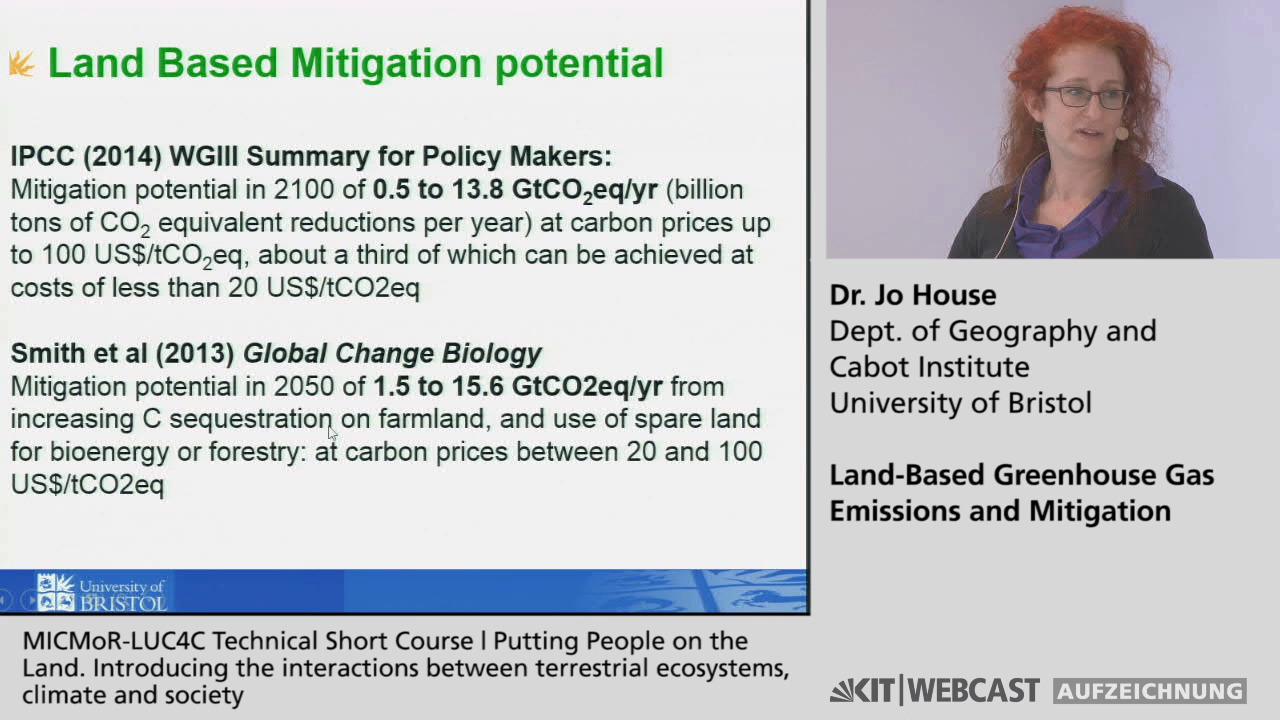 Land Based Mitigation potential
IPCC (2014) WGIII Summary for Policy Makers:
Mitigation potential in 2100 of 0.5 to 13.8 GtCO₂eq/yr (billion
tons of CO₂ equivalent reductions per year) at carbon prices up
to 100 US$/tCO₂eq, about a third of which can be achieved at
costs of less than 20 US$/tCO2eq
Smith et al (2013) Global Change Biology
Mitigation potential in 2050 of 1.5 to 15.6 GtCO2eq/yr from
increasing C sequestration on farmland, and use of spare land
for bioenergy or forestry: at carbon prices between 20 and 100
US$/tCO2eq
University of
BRISTOL
Dr. Jo House
Dept. of Geography and
Cabot Institute
University of Bristol
Land-Based Greenhouse Gas
Emissions and Mitigation
MICMoR-LUC4C Technical Short Course | Putting People on the
Land. Introducing the interactions between terrestrial ecosystems,
climate and society
KIT|WEBCAST AUFZEICHNUNG